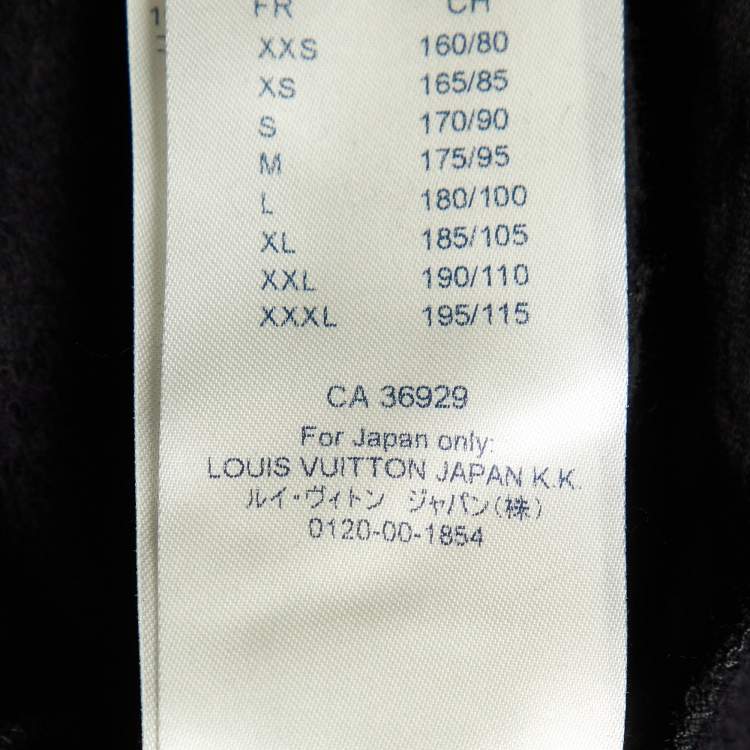 FR CH
XXS 160/80
XS 165/85
S 170/90
M 175/95
L 180/100
XL 185/105
XXL 190/110
XXXL 195/115
CA 36929
For Japan only:
LOUIS VUITTON JAPAN K.K.
ルイ・ヴィトン ジャパン(株)
0120-00-1854